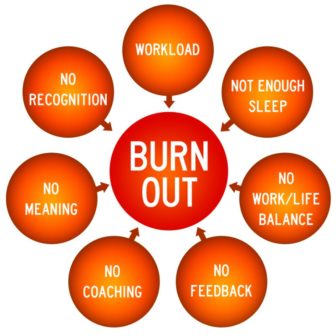 WORKLOAD
NOT ENOUGH
SLEEP
NO
WORK/LIFE
BALANCE
NO
FEEDBACK
NO
COACHING
NO
MEANING
NO
RECOGNITION
BURN
OUT